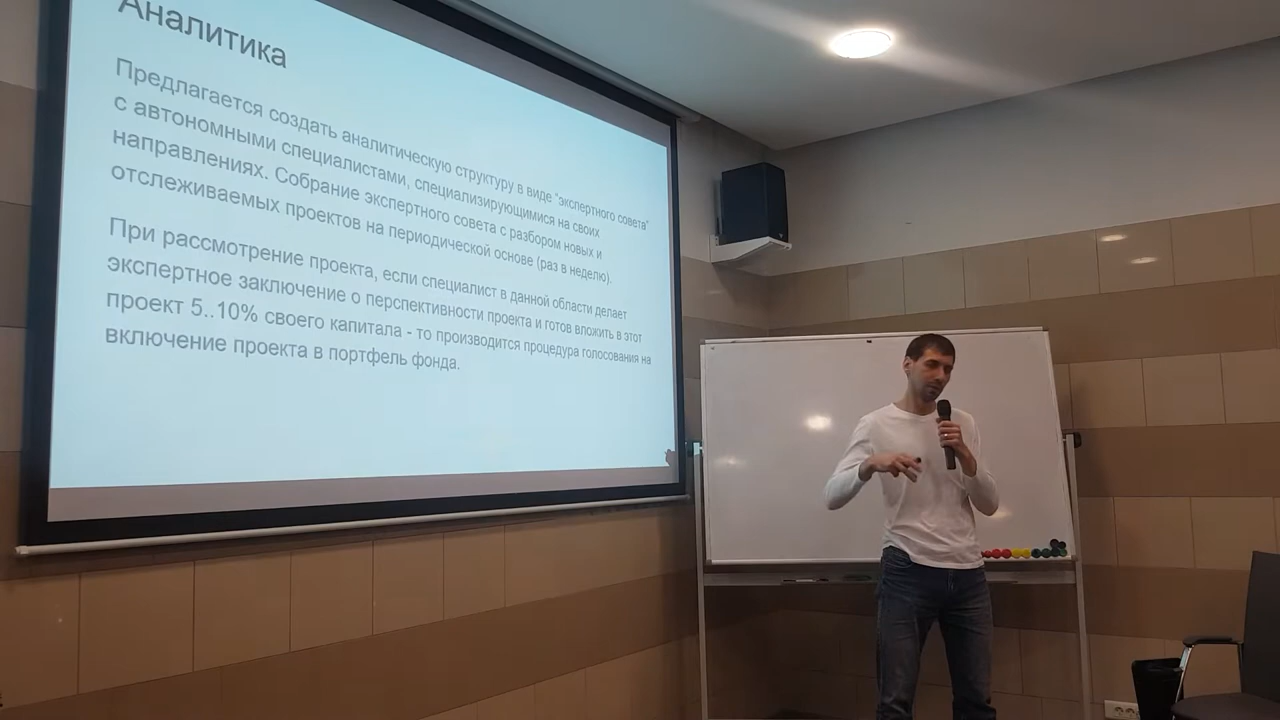 Аналитика
Предлагается создать аналитическую структуру в виде "экспертного совета"
с автономными специалистами, специализирующимися на своих
направлениях. Собрание экспертного совета с разбором новых и
отслеживаемых проектов на периодической основе (раз в неделю).
При рассмотрение проекта, если специалист в данной области делает
экспертное заключение о перспективности проекта и готов вложить в этот
проект 5..10% своего капитала - то производится процедура голосования на
включение проекта в портфель фонда.